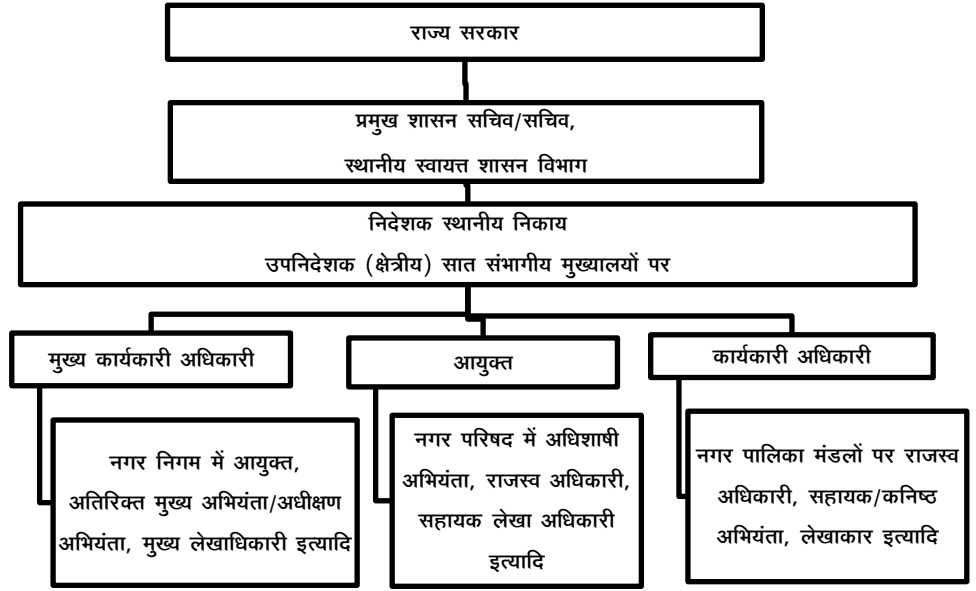 राज्य सरकार
प्रमुख शासन सचिव/सचिव,
स्थानीय स्वायत्त शासन विभाग
निदेशक स्थानीय निकाय
उपनिदेशक (क्षेत्रीय) सात संभागीय मुख्यालयों पर
मुख्य कार्यकारी अधिकारी
आयुक्त
कार्यकारी अधिकारी
नगर निगम में आयुक्त,
अतिरिक्त मुख्य अभियंता/अधीक्षण
अभियंता, मुख्य लेखाधिकारी इत्यादि
नगर परिषद में अधिशाषी
अभियंता, राजस्व अधिकारी,
सहायक लेखा अधिकारी
इत्यादि
नगर पालिका मंडलों पर राजस्व
अधिकारी, सहायक/कनिष्ठ
अभियंता, लेखाकार इत्यादि